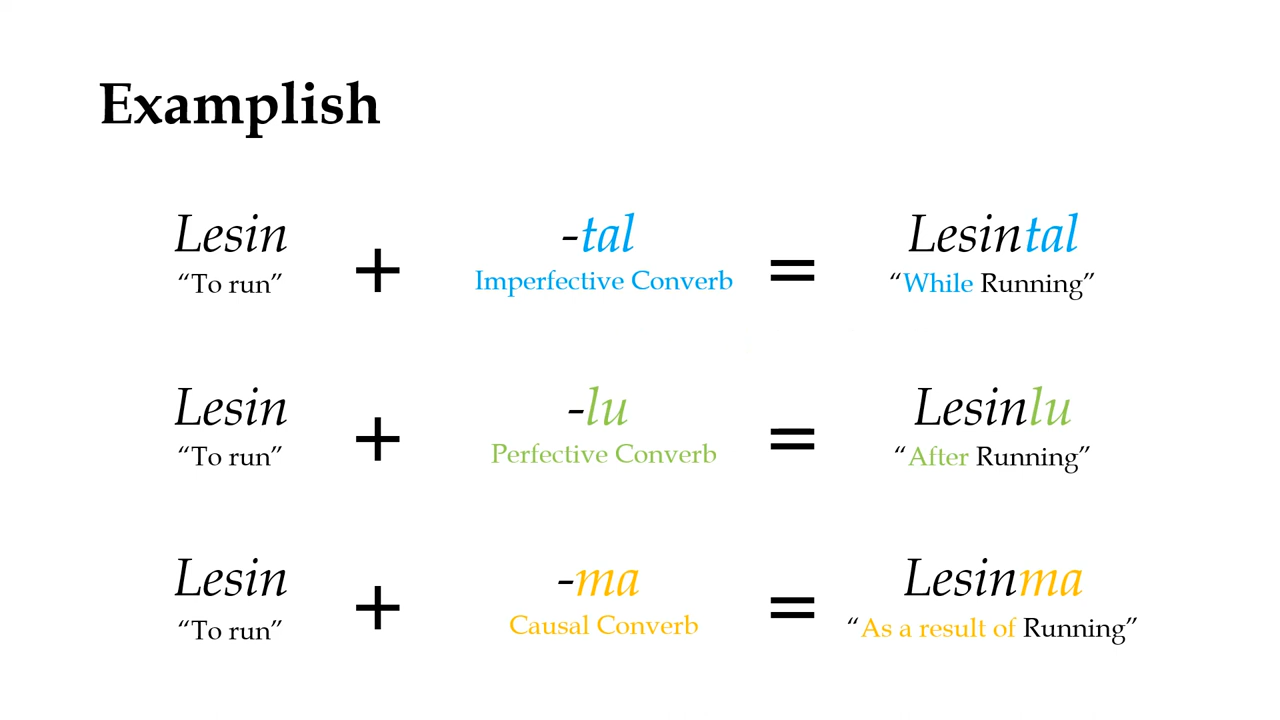 Examplish
Lesin + -tal = Lesintal
“To run” Imperfective Converb “While Running”
Lesin + -lu = Lesinlu
“To run” Perfective Converb “After Running”
Lesin + -ma = Lesinma
“To run” Causal Converb “As a result of Running”